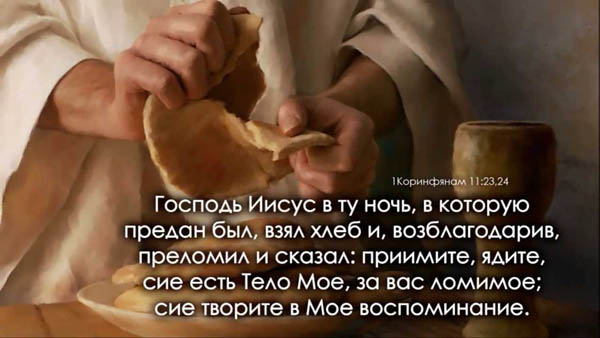 1Коринфянам 11:23,24
Господь Иисус в ту ночь, в которую
предан был, взял хлеб и, возблагодарив,
преломил и сказал: приимите, ядите,
сие есть Тело Мое, за вас ломимое;
сие творите в Мое воспоминание.